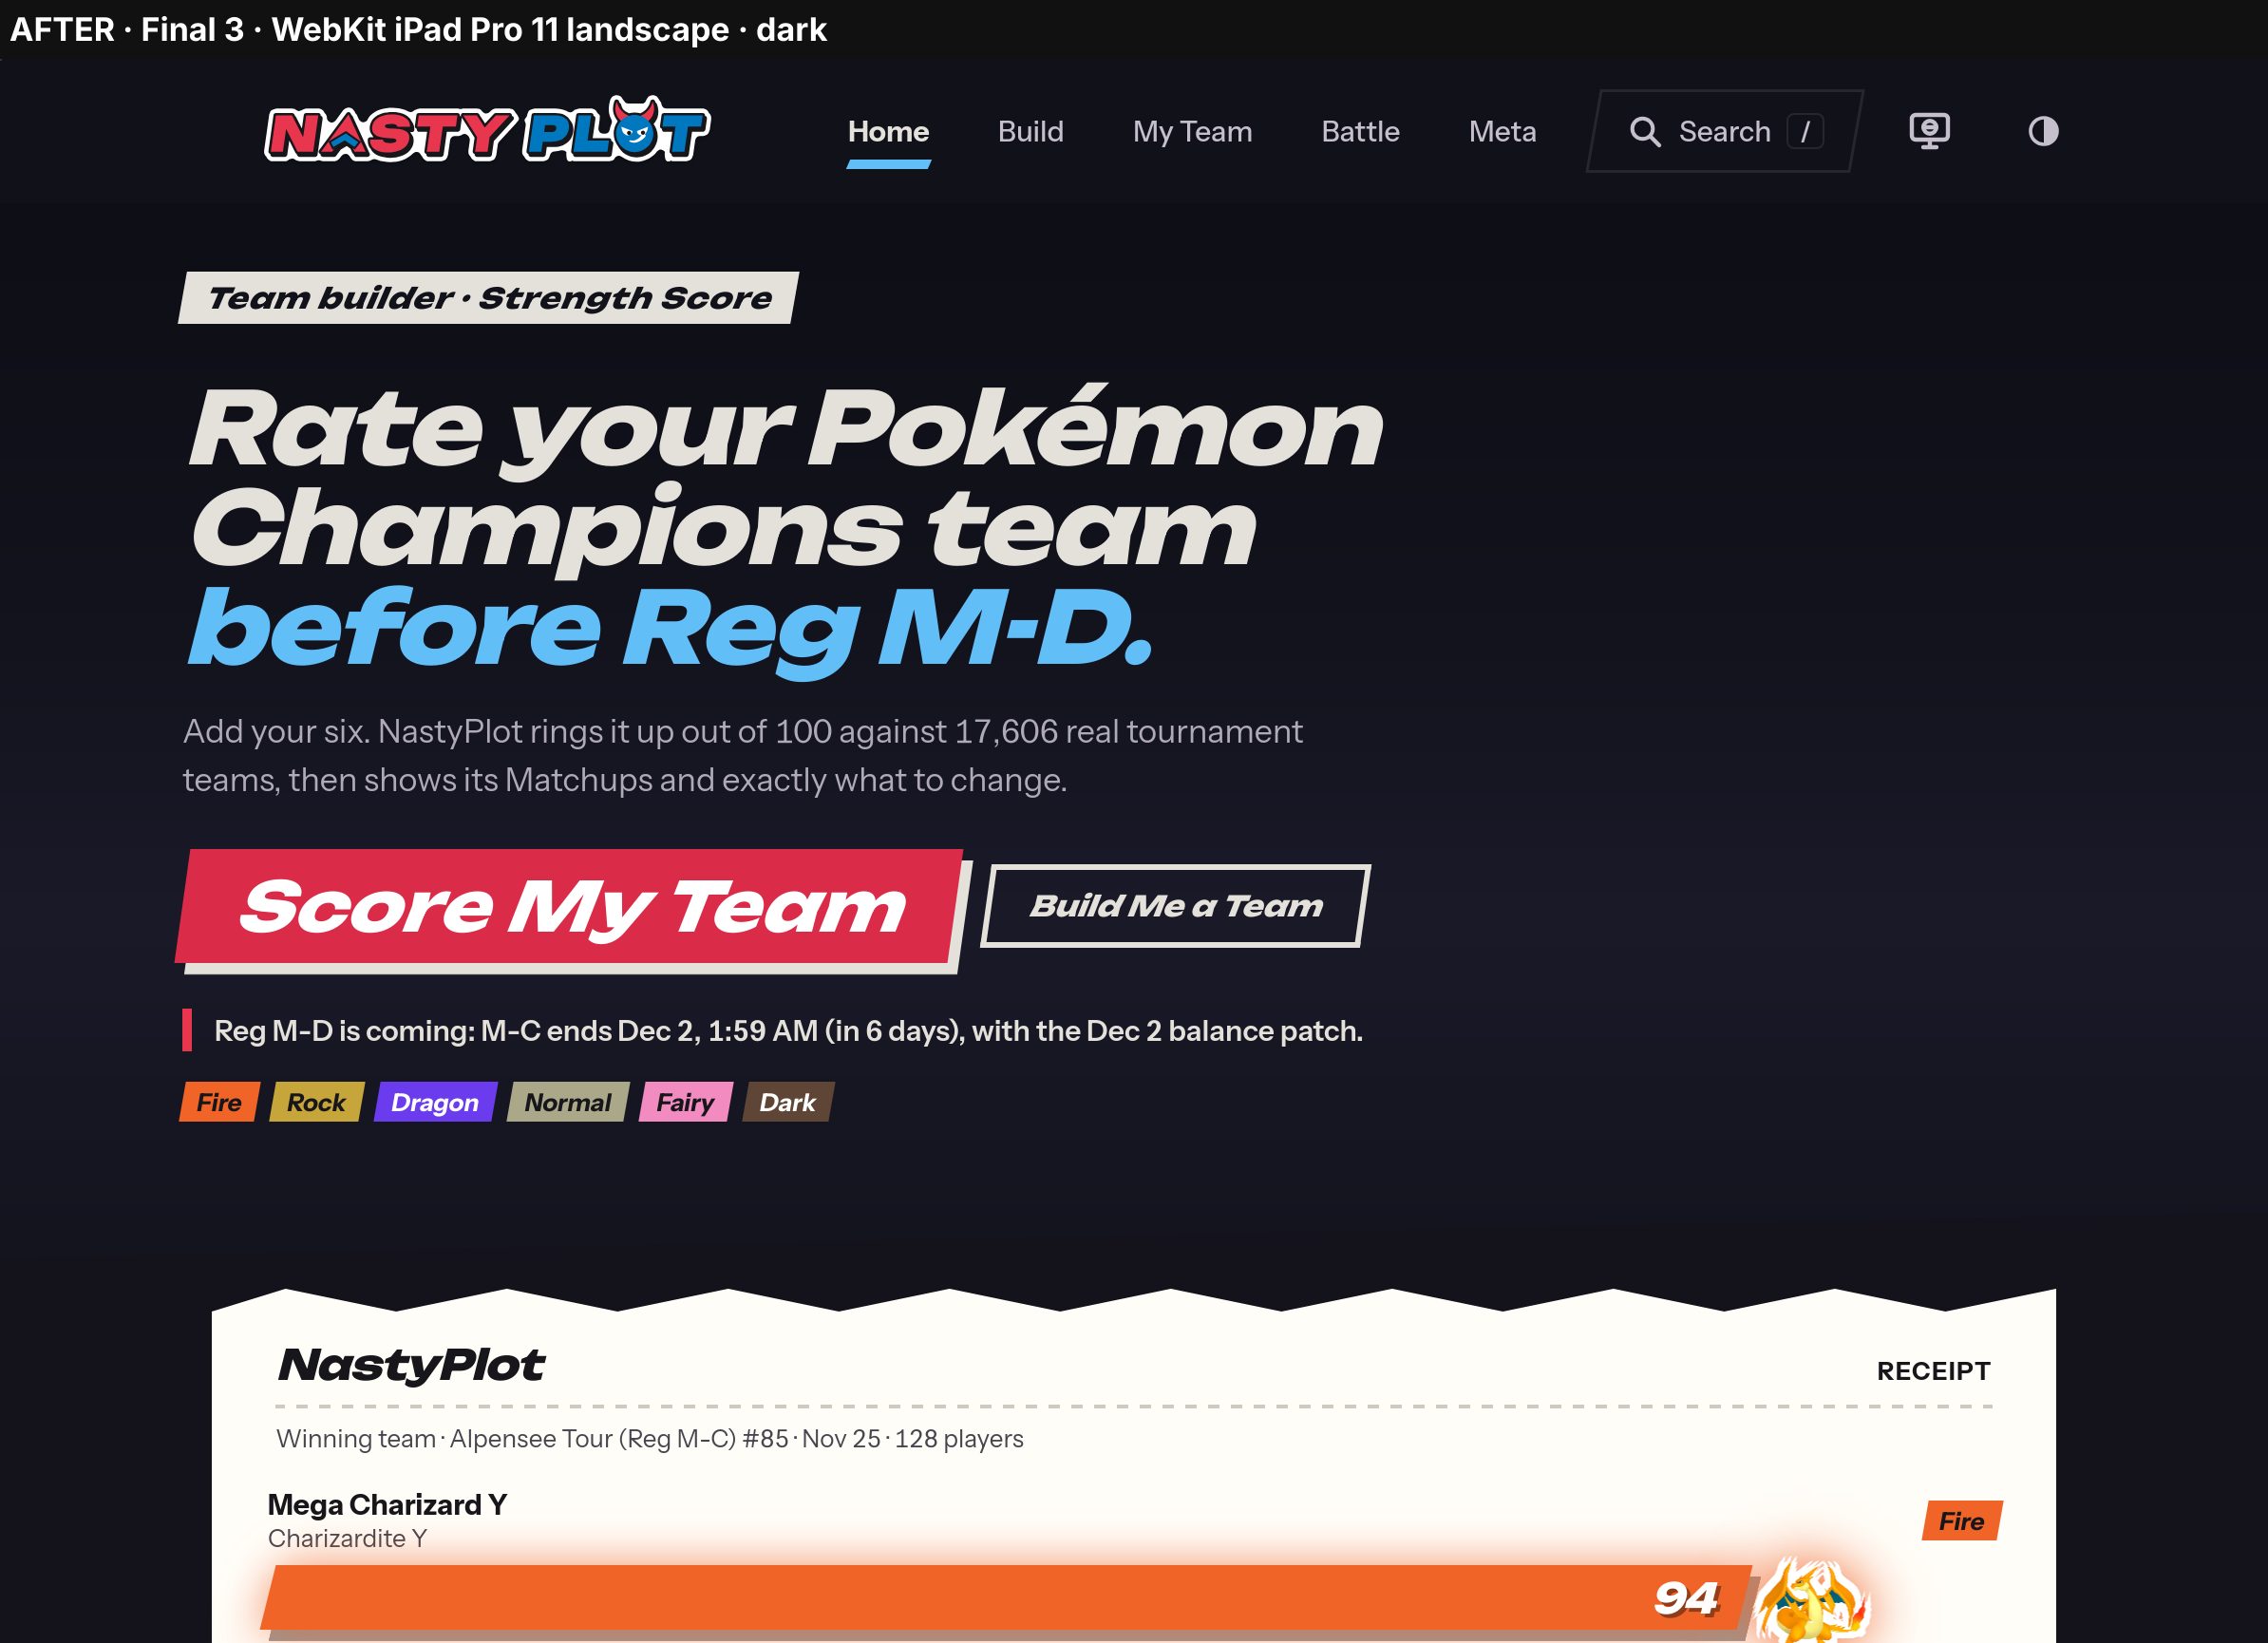 AFTER · Final 3 · WebKit iPad Pro 11 landscape · dark
NASTY PLOT
Home Build My Team Battle Meta Search /
Team builder · Strength Score
Rate your Pokémon
Champions team
before Reg M-D.
Add your six. NastyPlot rings it up out of 100 against 17,606 real tournament
teams, then shows its Matchups and exactly what to change.
Score My Team Build Me a Team
Reg M-D is coming: M-C ends Dec 2, 1:59 AM (in 6 days), with the Dec 2 balance patch.
Fire Rock Dragon Normal Fairy Dark
NastyPlot RECEIPT
Winning team · Alpensee Tour (Reg M-C) #85 · Nov 25 · 128 players
Mega Charizard Y
Fire
Charizardite Y
94